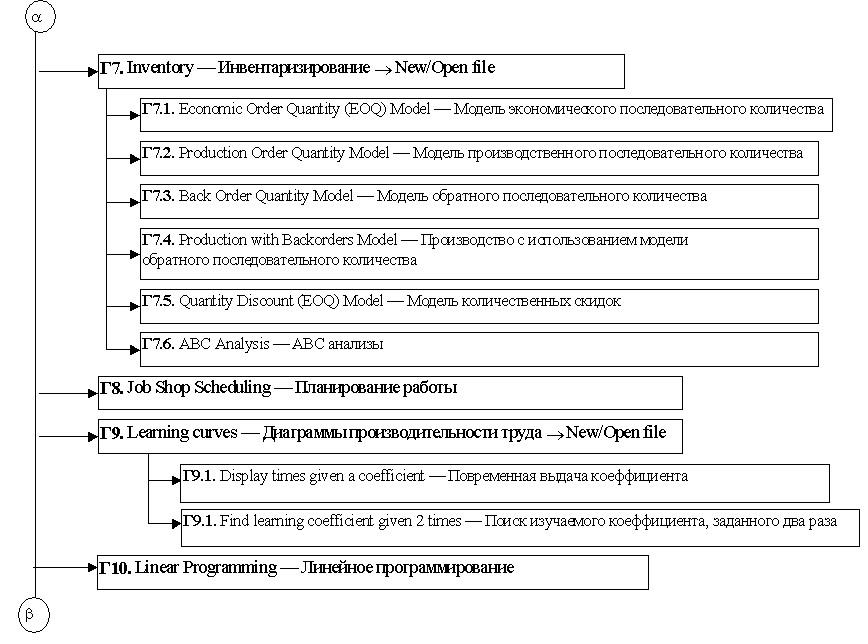 α
Г7. Inventory — Инвентаризирование → New/Open file
Г7.1. Economic Order Quantity (EOQ) Model — Модель экономического последовательного количества
Г7.2. Production Order Quantity Model — Модель производственного последовательного количества
Г7.3. Back Order Quantity Model — Модель обратного последовательного количества
Г7.4. Production with Backorders Model — Производство с использованием модели
обратного последовательного количества
Г7.5. Quantity Discount (EOQ) Model — Модель количественных скидок
Г7.6. ABC Analysis — ABC анализы
Г8. Job Shop Scheduling — Планирование работы
Г9. Learning curves — Диаграммы производительности труда → New/Open file
Г9.1. Display times given a coefficient — Повременная выдача коеффициента
Г9.1. Find learning coefficient given 2 times — Поиск изучаемого коеффициента, заданного два раза
Г10. Linear Programming — Линейное программирование
β